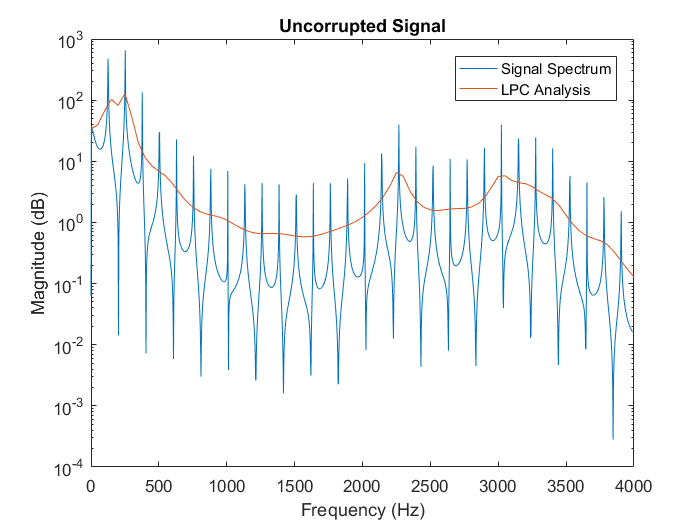 Uncorrupted Signal
Signal Spectrum
LPC Analysis
Magnitude (dB)
10^3
10^2
10^1
10^0
10^-1
10^-2
10^-3
10^-4
0 500 1000 1500 2000 2500 3000 3500 4000
Frequency (Hz)